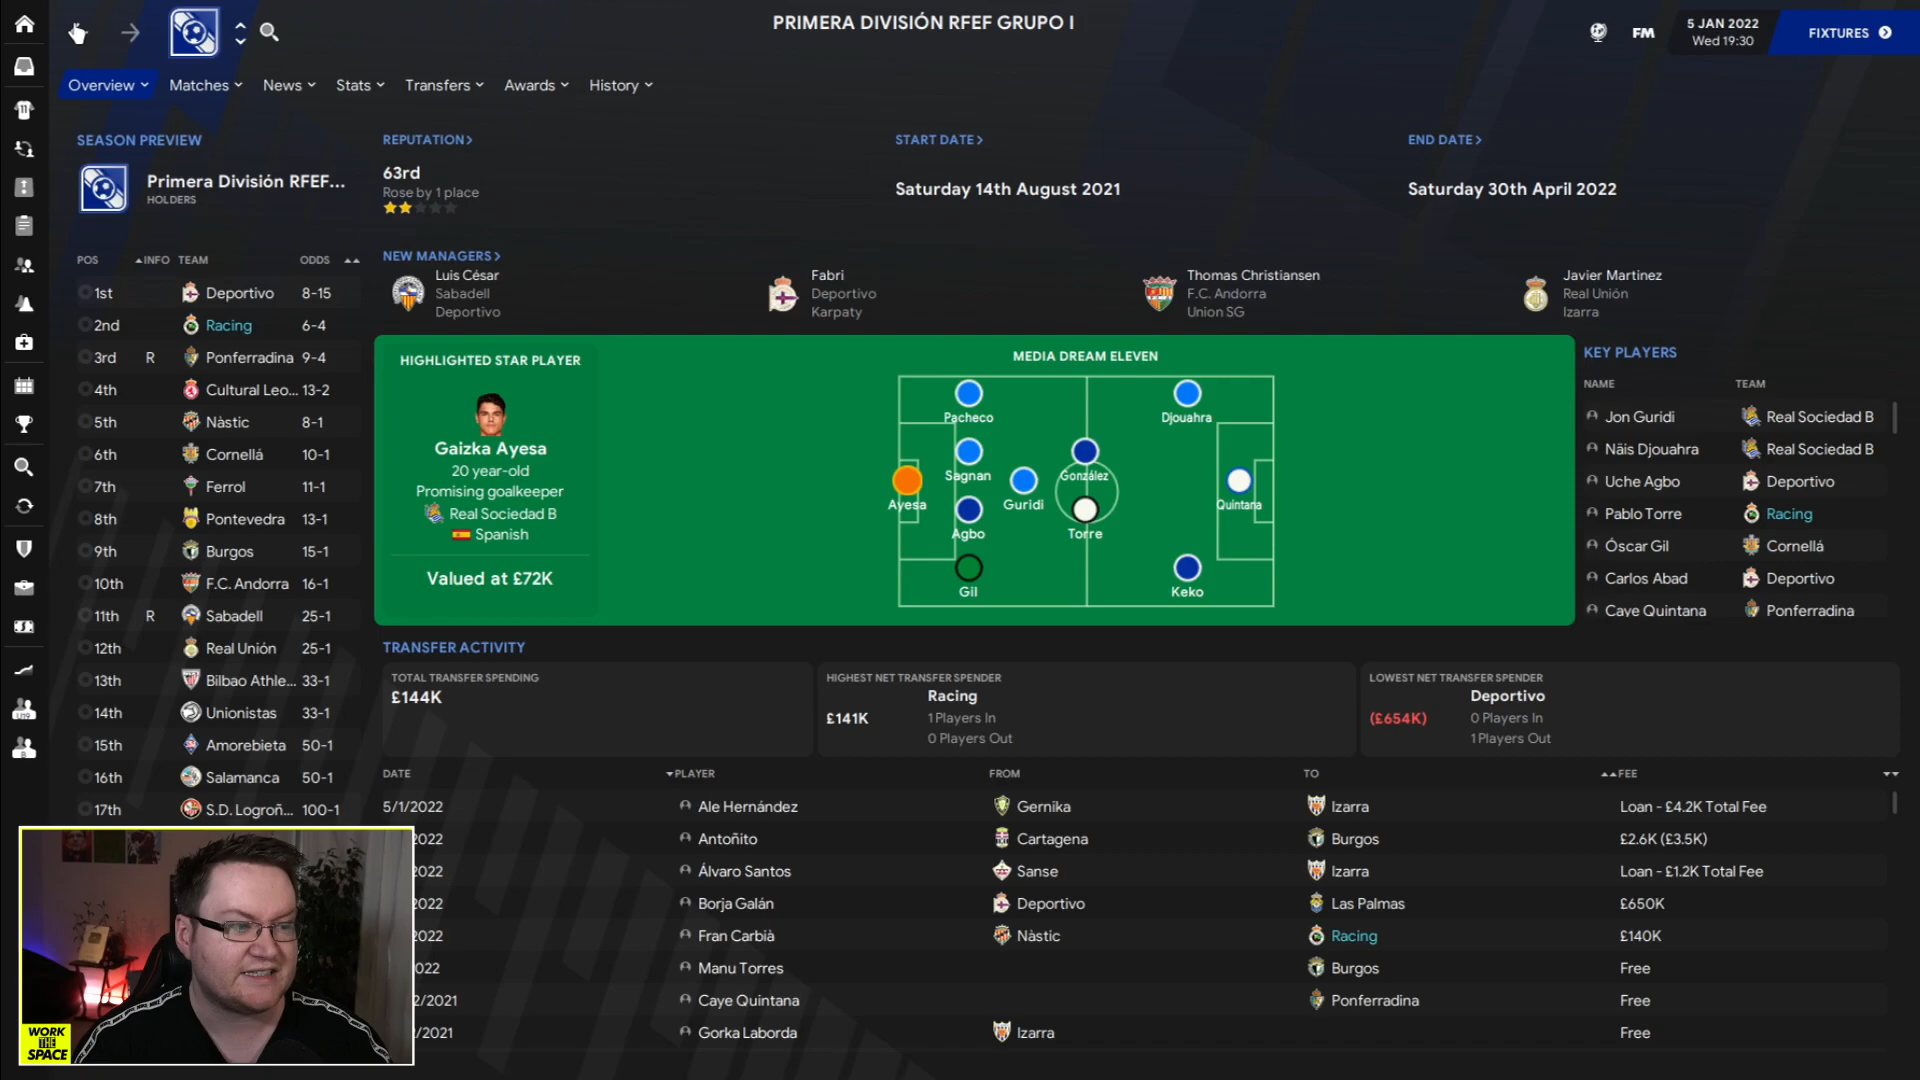 PRIMERA DIVISIÓN RFEF GRUPO I
FM
5 JAN 2022
Wed 19:30
FIXTURES
Overview
Matches
News
Stats
Transfers
Awards
History
SEASON PREVIEW
Primera División RFEF...
HOLDERS
REPUTATION
63rd
Rose by 1 place
START DATE
Saturday 14th August 2021
END DATE
Saturday 30th April 2022
NEW MANAGERS
Luis César
Sabadell
Deportivo
Fabri
Deportivo
Karpaty
Thomas Christiansen
F.C. Andorra
Union SG
Javier Martinez
Real Unión
Izarra
POS INFO TEAM ODDS
1st Deportivo 8-15
2nd Racing 6-4
3rd R Ponferradina 9-4
4th Cultural Leo... 13-2
5th Nàstic 8-1
6th Cornellá 10-1
7th Ferrol 11-1
8th Pontevedra 13-1
9th Burgos 15-1
10th F.C. Andorra 16-1
11th R Sabadell 25-1
12th Real Unión 25-1
13th Bilbao Athle... 33-1
14th Unionistas 33-1
15th Amorebieta 50-1
16th Salamanca 50-1
17th S.D. Logroñ... 100-1
HIGHLIGHTED STAR PLAYER
Gaizka Ayesa
20 year-old
Promising goalkeeper
Real Sociedad B
Spanish
Valued at £72K
MEDIA DREAM ELEVEN
Pacheco
Djouahra
Sagnan
González
Ayesa
Guridi
Quintana
Agbo
Torre
Gil
Keko
KEY PLAYERS
NAME TEAM
Jon Guridi Real Sociedad B
Näis Djouahra Real Sociedad B
Uche Agbo Deportivo
Pablo Torre Racing
Óscar Gil Cornellá
Carlos Abad Deportivo
Caye Quintana Ponferradina
TRANSFER ACTIVITY
TOTAL TRANSFER SPENDING
£144K
HIGHEST NET TRANSFER SPENDER
Racing
£141K
1 Players In
0 Players Out
LOWEST NET TRANSFER SPENDER
Deportivo
(£654K)
0 Players In
1 Players Out
DATE PLAYER FROM TO FEE
5/1/2022 Ale Hernández Gernika Izarra Loan - £4.2K Total Fee
2022 Antoñito Cartagena Burgos £2.6K (£3.5K)
2022 Álvaro Santos Sanse Izarra Loan - £1.2K Total Fee
2022 Borja Galán Deportivo Las Palmas £650K
2022 Fran Carbià Nàstic Racing £140K
022 Manu Torres Burgos Free
2/2021 Caye Quintana Ponferradina Free
/2021 Gorka Laborda Izarra Free
WORK
THE
SPACE